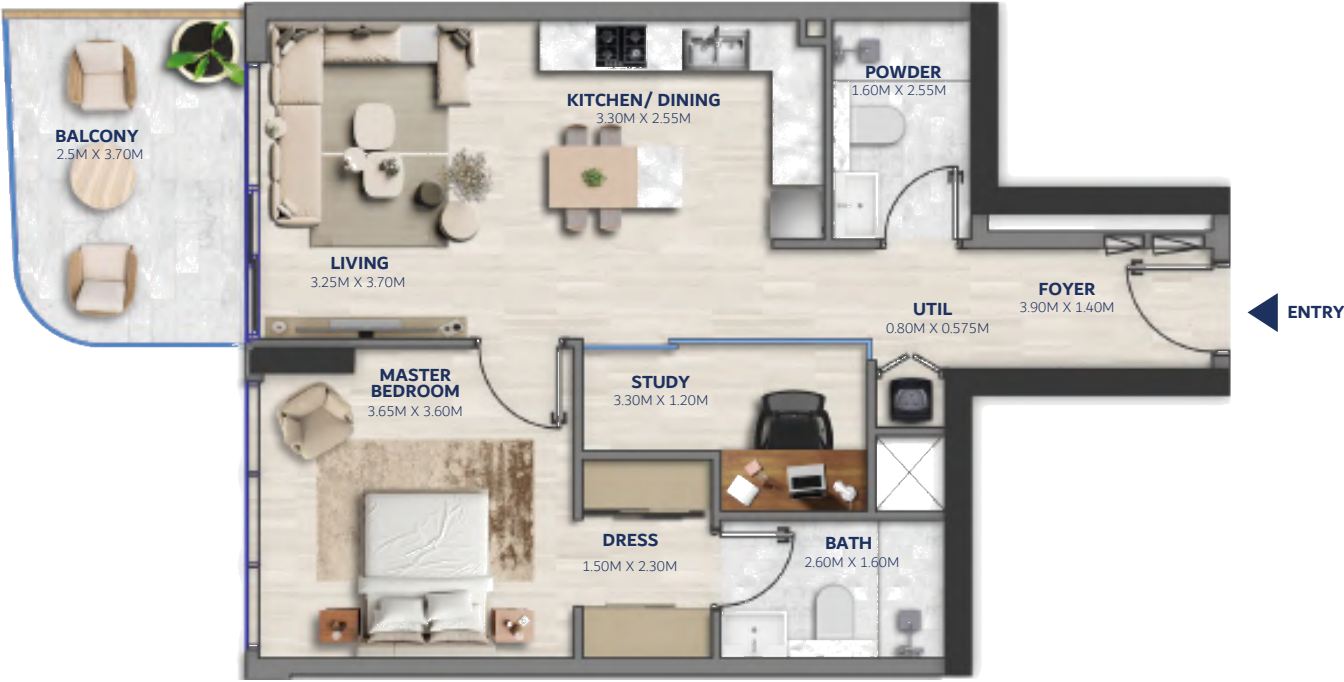 POWDER
1.60M X 2.55M
KITCHEN/ DINING
3.30M X 2.55M
BALCONY
2.5M X 3.70M
LIVING
3.25M X 3.70M
FOYER
3.90M X 1.40M
UTIL
0.80M X 0.575M
ENTRY
MASTER
BEDROOM
3.65M X 3.60M
STUDY
3.30M X 1.20M
DRESS
1.50M X 2.30M
BATH
2.60M X 1.60M